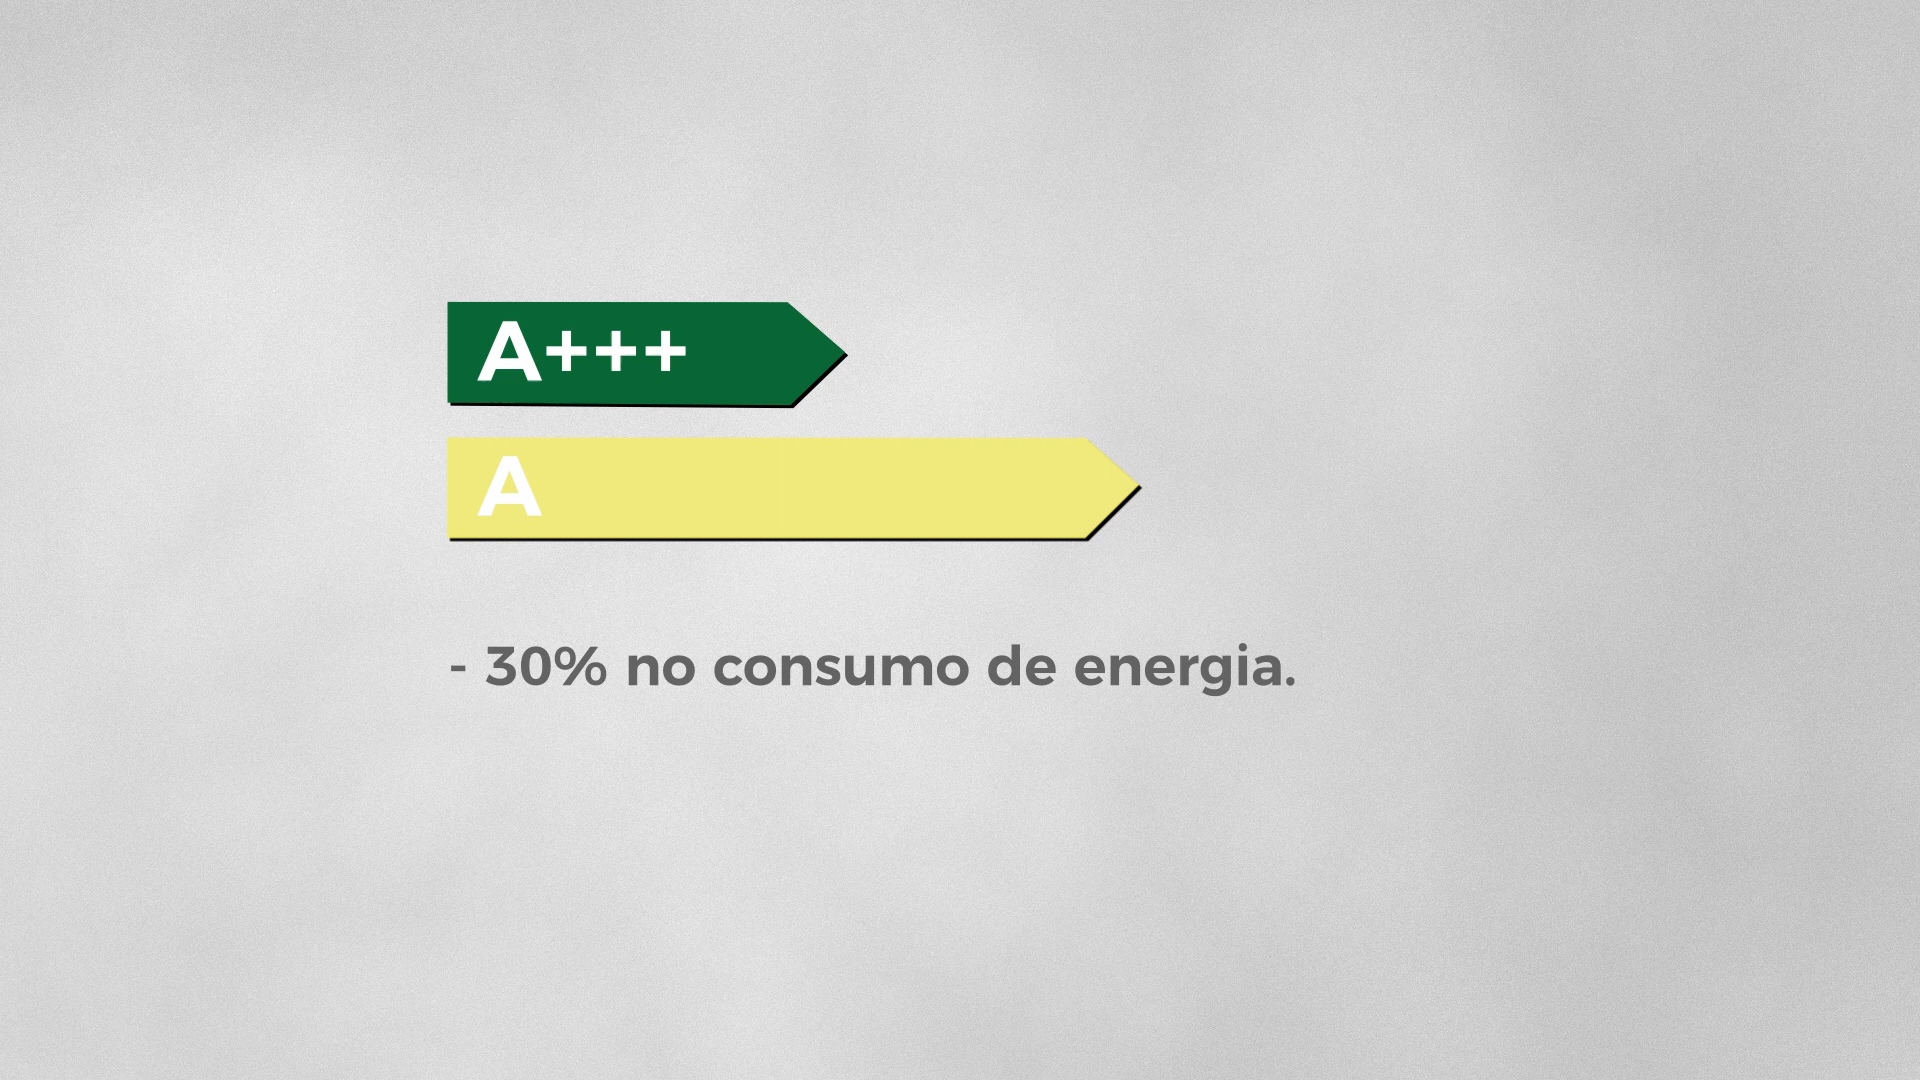 A+++
A
- 30% no consumo de energia.